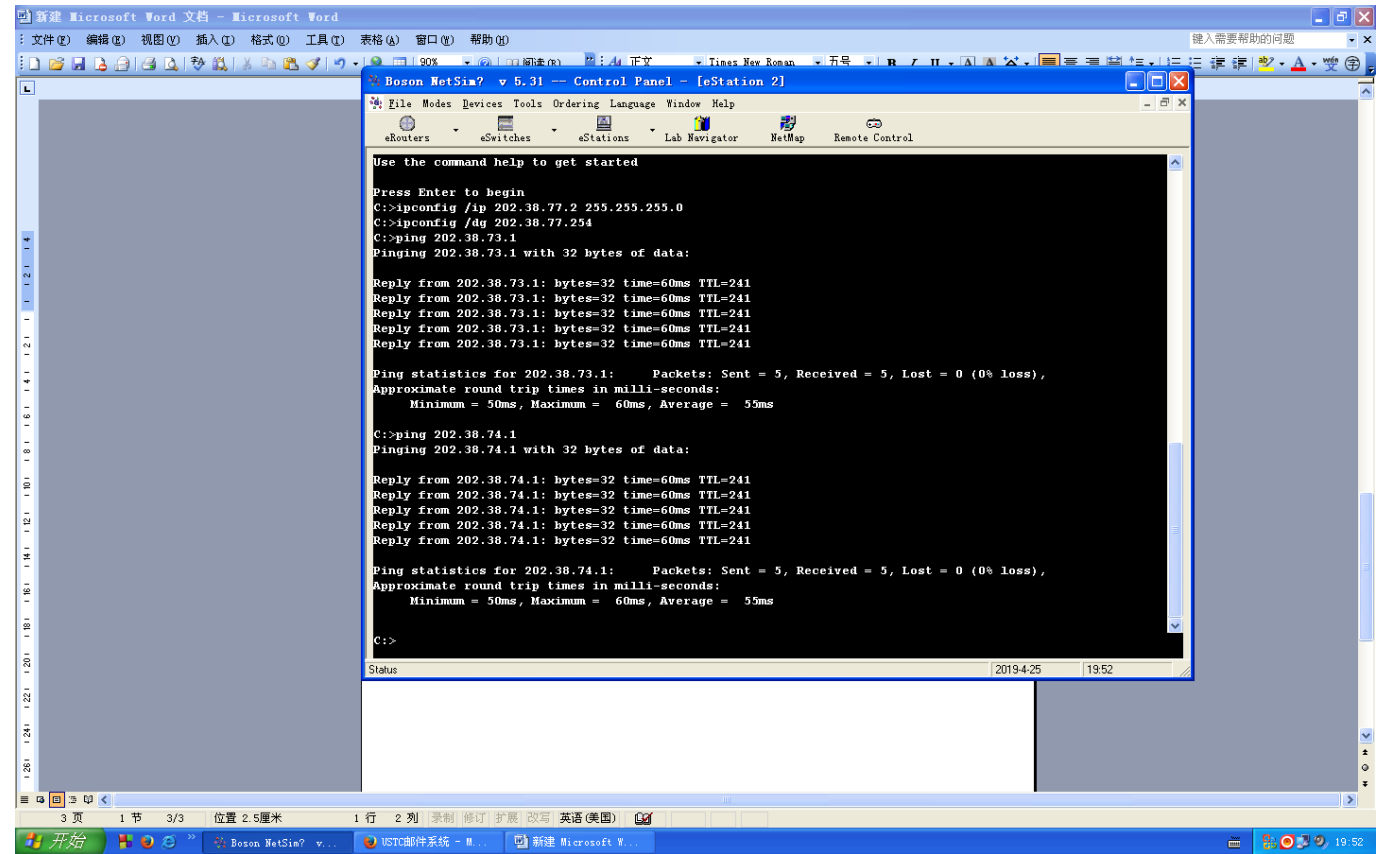 新建 Microsoft Word 文档 - Microsoft Word
文件(F) 编辑(E) 视图(V) 插入(I) 格式(O) 工具(T) 表格(A) 窗口(W) 帮助(H) 键入需要帮助的问题
90% 阅读(R) 正文 Times New Roman 五号 B I U A A
L
Boson NetSim? v 5.31 -- Control Panel - [eStation 2]
File Modes Devices Tools Ordering Language Window Help
eRouters eSwitches eStations Lab Navigator NetMap Remote Control
Use the command help to get started
Press Enter to begin
C:>ipconfig /ip 202.38.77.2 255.255.255.0
C:>ipconfig /dg 202.38.77.254
C:>ping 202.38.73.1
Pinging 202.38.73.1 with 32 bytes of data:
Reply from 202.38.73.1: bytes=32 time=60ms TTL=241
Reply from 202.38.73.1: bytes=32 time=60ms TTL=241
Reply from 202.38.73.1: bytes=32 time=60ms TTL=241
Reply from 202.38.73.1: bytes=32 time=60ms TTL=241
Reply from 202.38.73.1: bytes=32 time=60ms TTL=241
Ping statistics for 202.38.73.1: Packets: Sent = 5, Received = 5, Lost = 0 (0% loss),
Approximate round trip times in milli-seconds:
Minimum = 50ms, Maximum = 60ms, Average = 55ms
C:>ping 202.38.74.1
Pinging 202.38.74.1 with 32 bytes of data:
Reply from 202.38.74.1: bytes=32 time=60ms TTL=241
Reply from 202.38.74.1: bytes=32 time=60ms TTL=241
Reply from 202.38.74.1: bytes=32 time=60ms TTL=241
Reply from 202.38.74.1: bytes=32 time=60ms TTL=241
Reply from 202.38.74.1: bytes=32 time=60ms TTL=241
Ping statistics for 202.38.74.1: Packets: Sent = 5, Received = 5, Lost = 0 (0% loss),
Approximate round trip times in milli-seconds:
Minimum = 50ms, Maximum = 60ms, Average = 55ms
C:>
Status 2019-4-25 19:52
4
2
2
4
6
8
10
12
14
16
18
20
22
24
26
3 页 1 节 3/3 位置 2.5厘米 1 行 2 列 录制 修订 扩展 改写 英语(美国)
开始 Boson NetSim? v... USTC邮件系统 - M... 新建 Microsoft W... 19:52